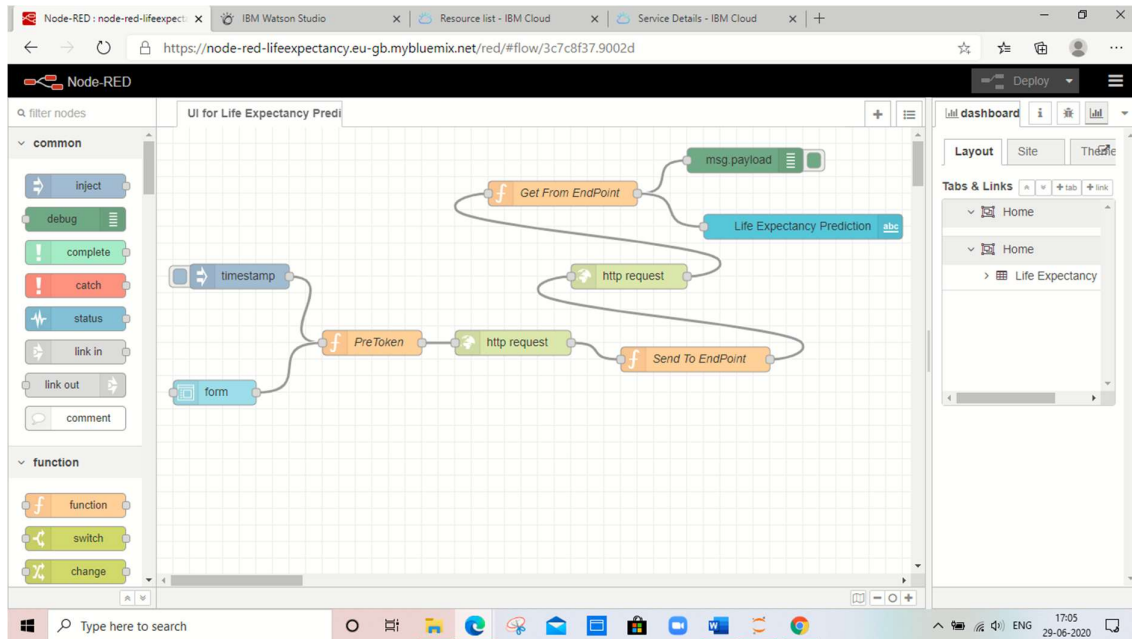 Node-RED : node-red-lifeexpect
IBM Watson Studio
Resource list - IBM Cloud
Service Details - IBM Cloud
https://node-red-lifeexpectancy.eu-gb.mybluemix.net/red/#flow/3c7c8f37.9002d
Node-RED
Deploy
filter nodes
UI for Life Expectancy Predi
dashboard
common
inject
debug
complete
catch
status
link in
link out
comment
function
function
switch
change
msg.payload
Get From EndPoint
Life Expectancy Prediction abc
timestamp
http request
PreToken
http request
Send To EndPoint
form
Layout
Site
Theme
Tabs & Links
+ tab
+ link
Home
Home
Life Expectancy
Type here to search
ENG
17:05
29-06-2020